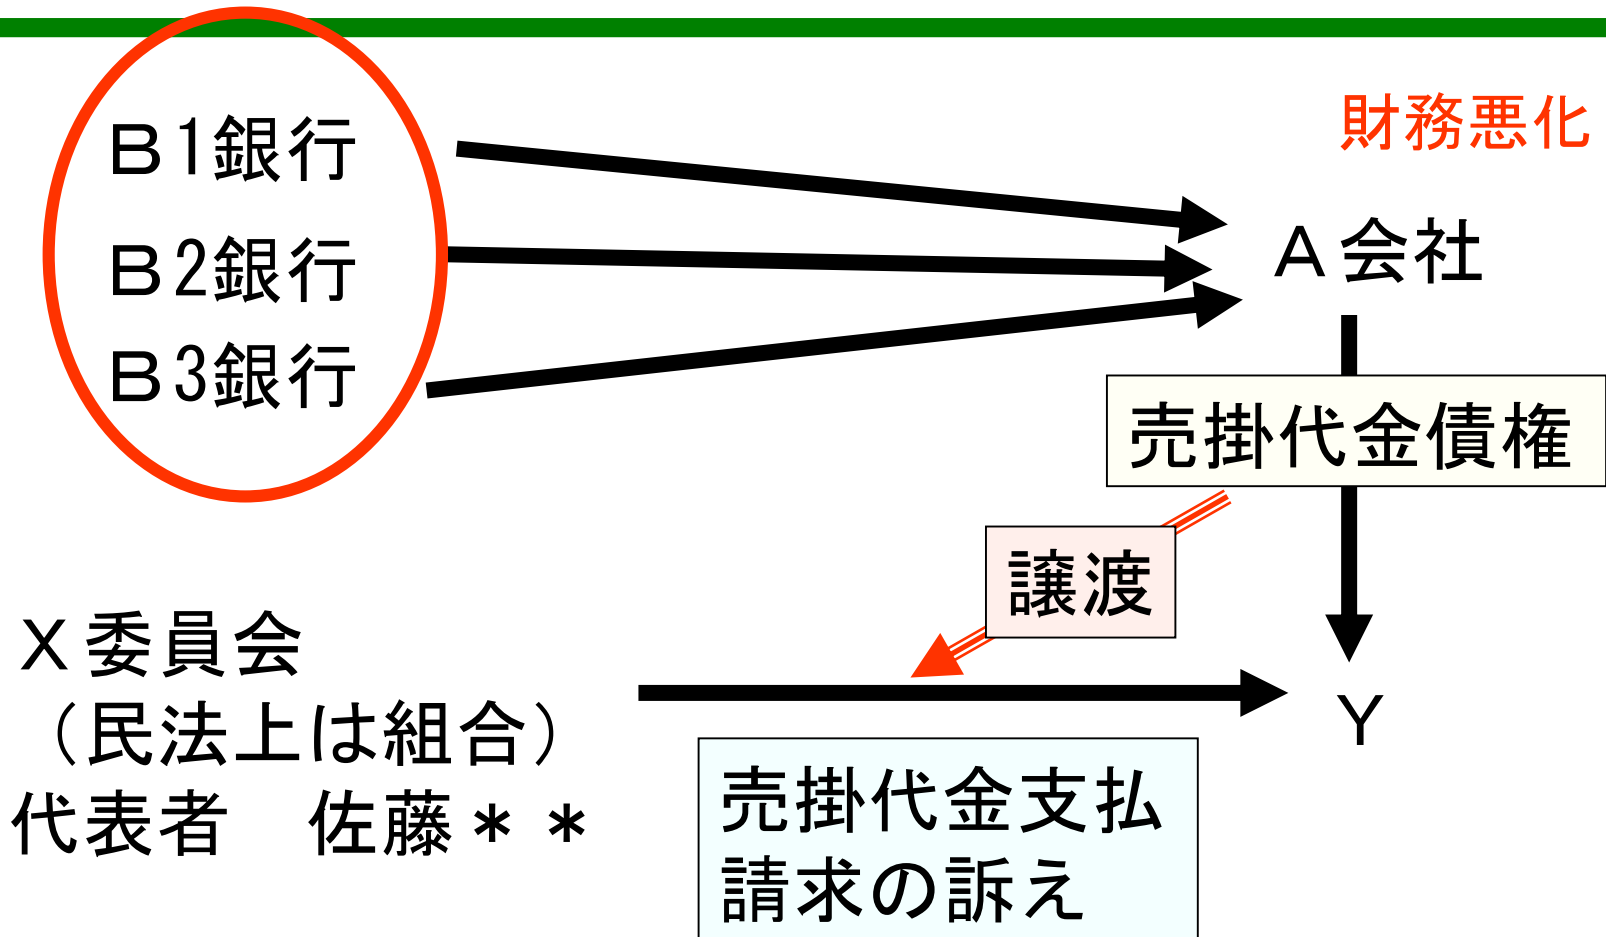 Ｂ1銀行
Ｂ2銀行
Ｂ3銀行
財務悪化
Ａ会社
売掛代金債権
譲渡
Ｘ委員会
（民法上は組合）
代表者　佐藤＊＊
Ｙ
売掛代金支払
請求の訴え